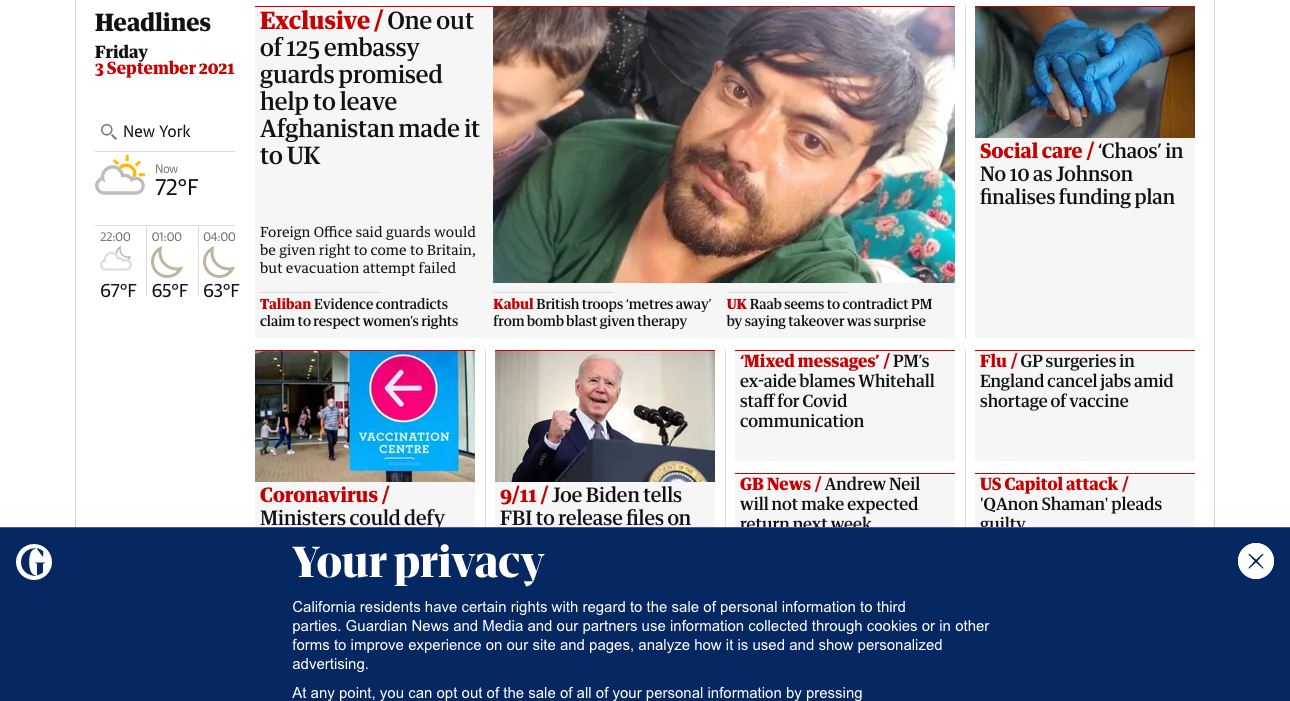 Headlines
Friday
3 September 2021
New York
Now
72°F
22:00
67°F
01:00
65°F
04:00
63°F
Exclusive / One out
of 125 embassy
guards promised
help to leave
Afghanistan made it
to UK
Foreign Office said guards would
be given right to come to Britain,
but evacuation attempt failed
Taliban Evidence contradicts
claim to respect women's rights
Kabul British troops ‘metres away’
from bomb blast given therapy
UK Raab seems to contradict PM
by saying takeover was surprise
Social care / ‘Chaos’ in
No 10 as Johnson
finalises funding plan
VACCINATION
CENTRE
Coronavirus /
Ministers could defy
9/11 / Joe Biden tells
FBI to release files on
‘Mixed messages’ / PM’s
ex-aide blames Whitehall
staff for Covid
communication
GB News / Andrew Neil
will not make expected
return next week
Flu / GP surgeries in
England cancel jabs amid
shortage of vaccine
US Capitol attack /
'QAnon Shaman' pleads
guilty
G
Your privacy
California residents have certain rights with regard to the sale of personal information to third
parties. Guardian News and Media and our partners use information collected through cookies or in other
forms to improve experience on our site and pages, analyze how it is used and show personalized
advertising.
At any point, you can opt out of the sale of all of your personal information by pressing